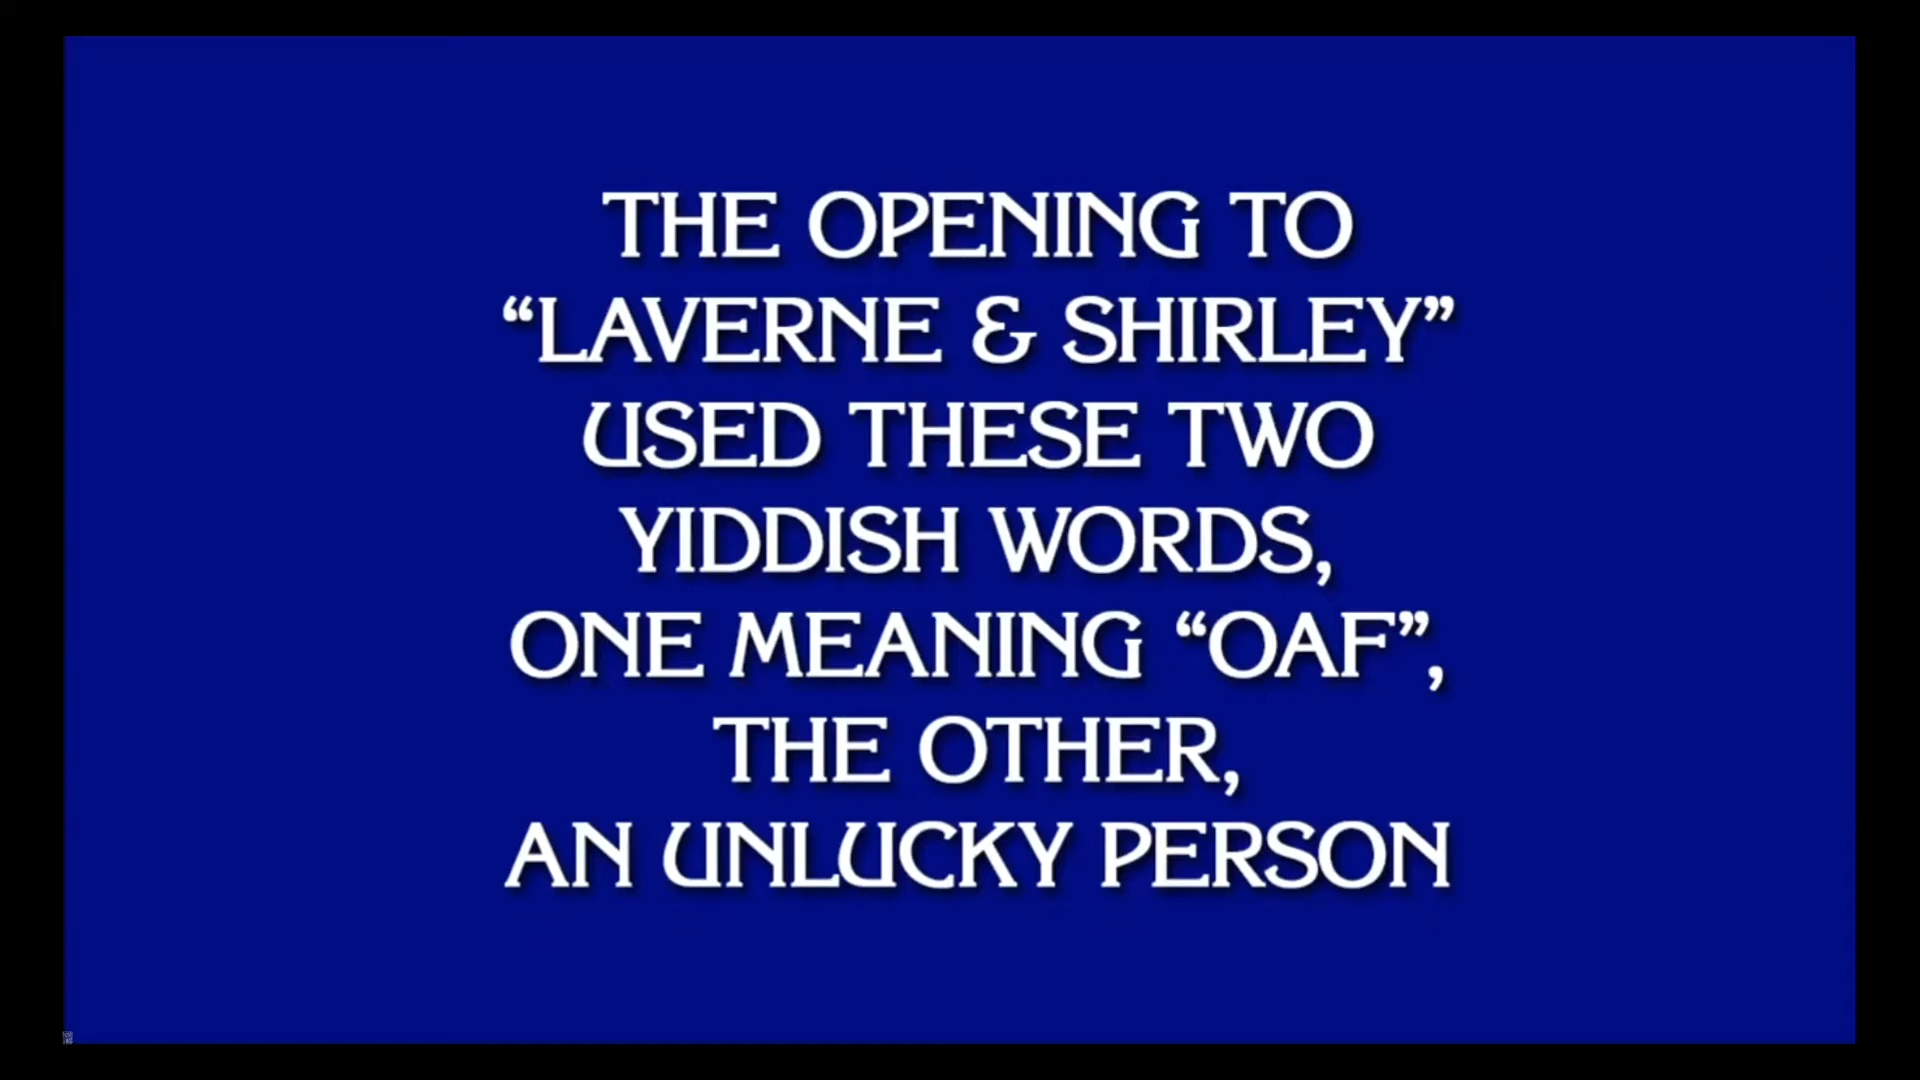 THE OPENING TO
“LAVERNE & SHIRLEY”
USED THESE TWO
YIDDISH WORDS,
ONE MEANING “OAF”,
THE OTHER,
AN UNLUCKY PERSON